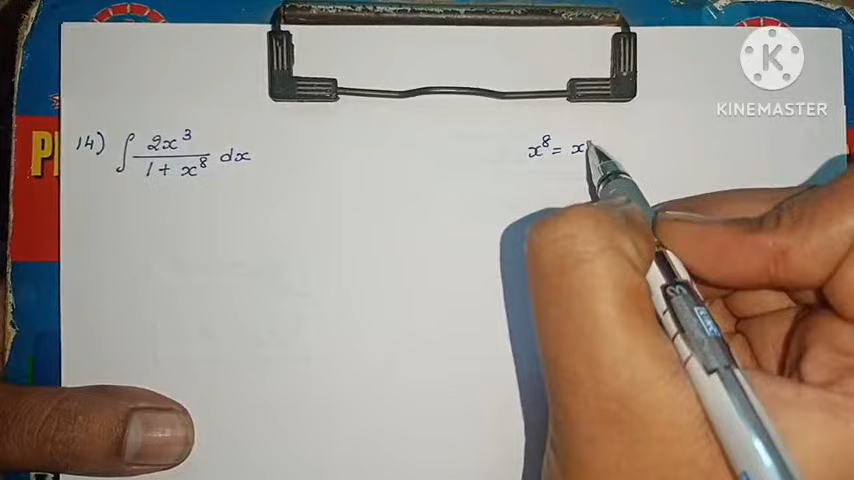 14) ∫ 2x³ / 1 + x⁸ dx
x⁸ = x
K
KINEMASTER
P